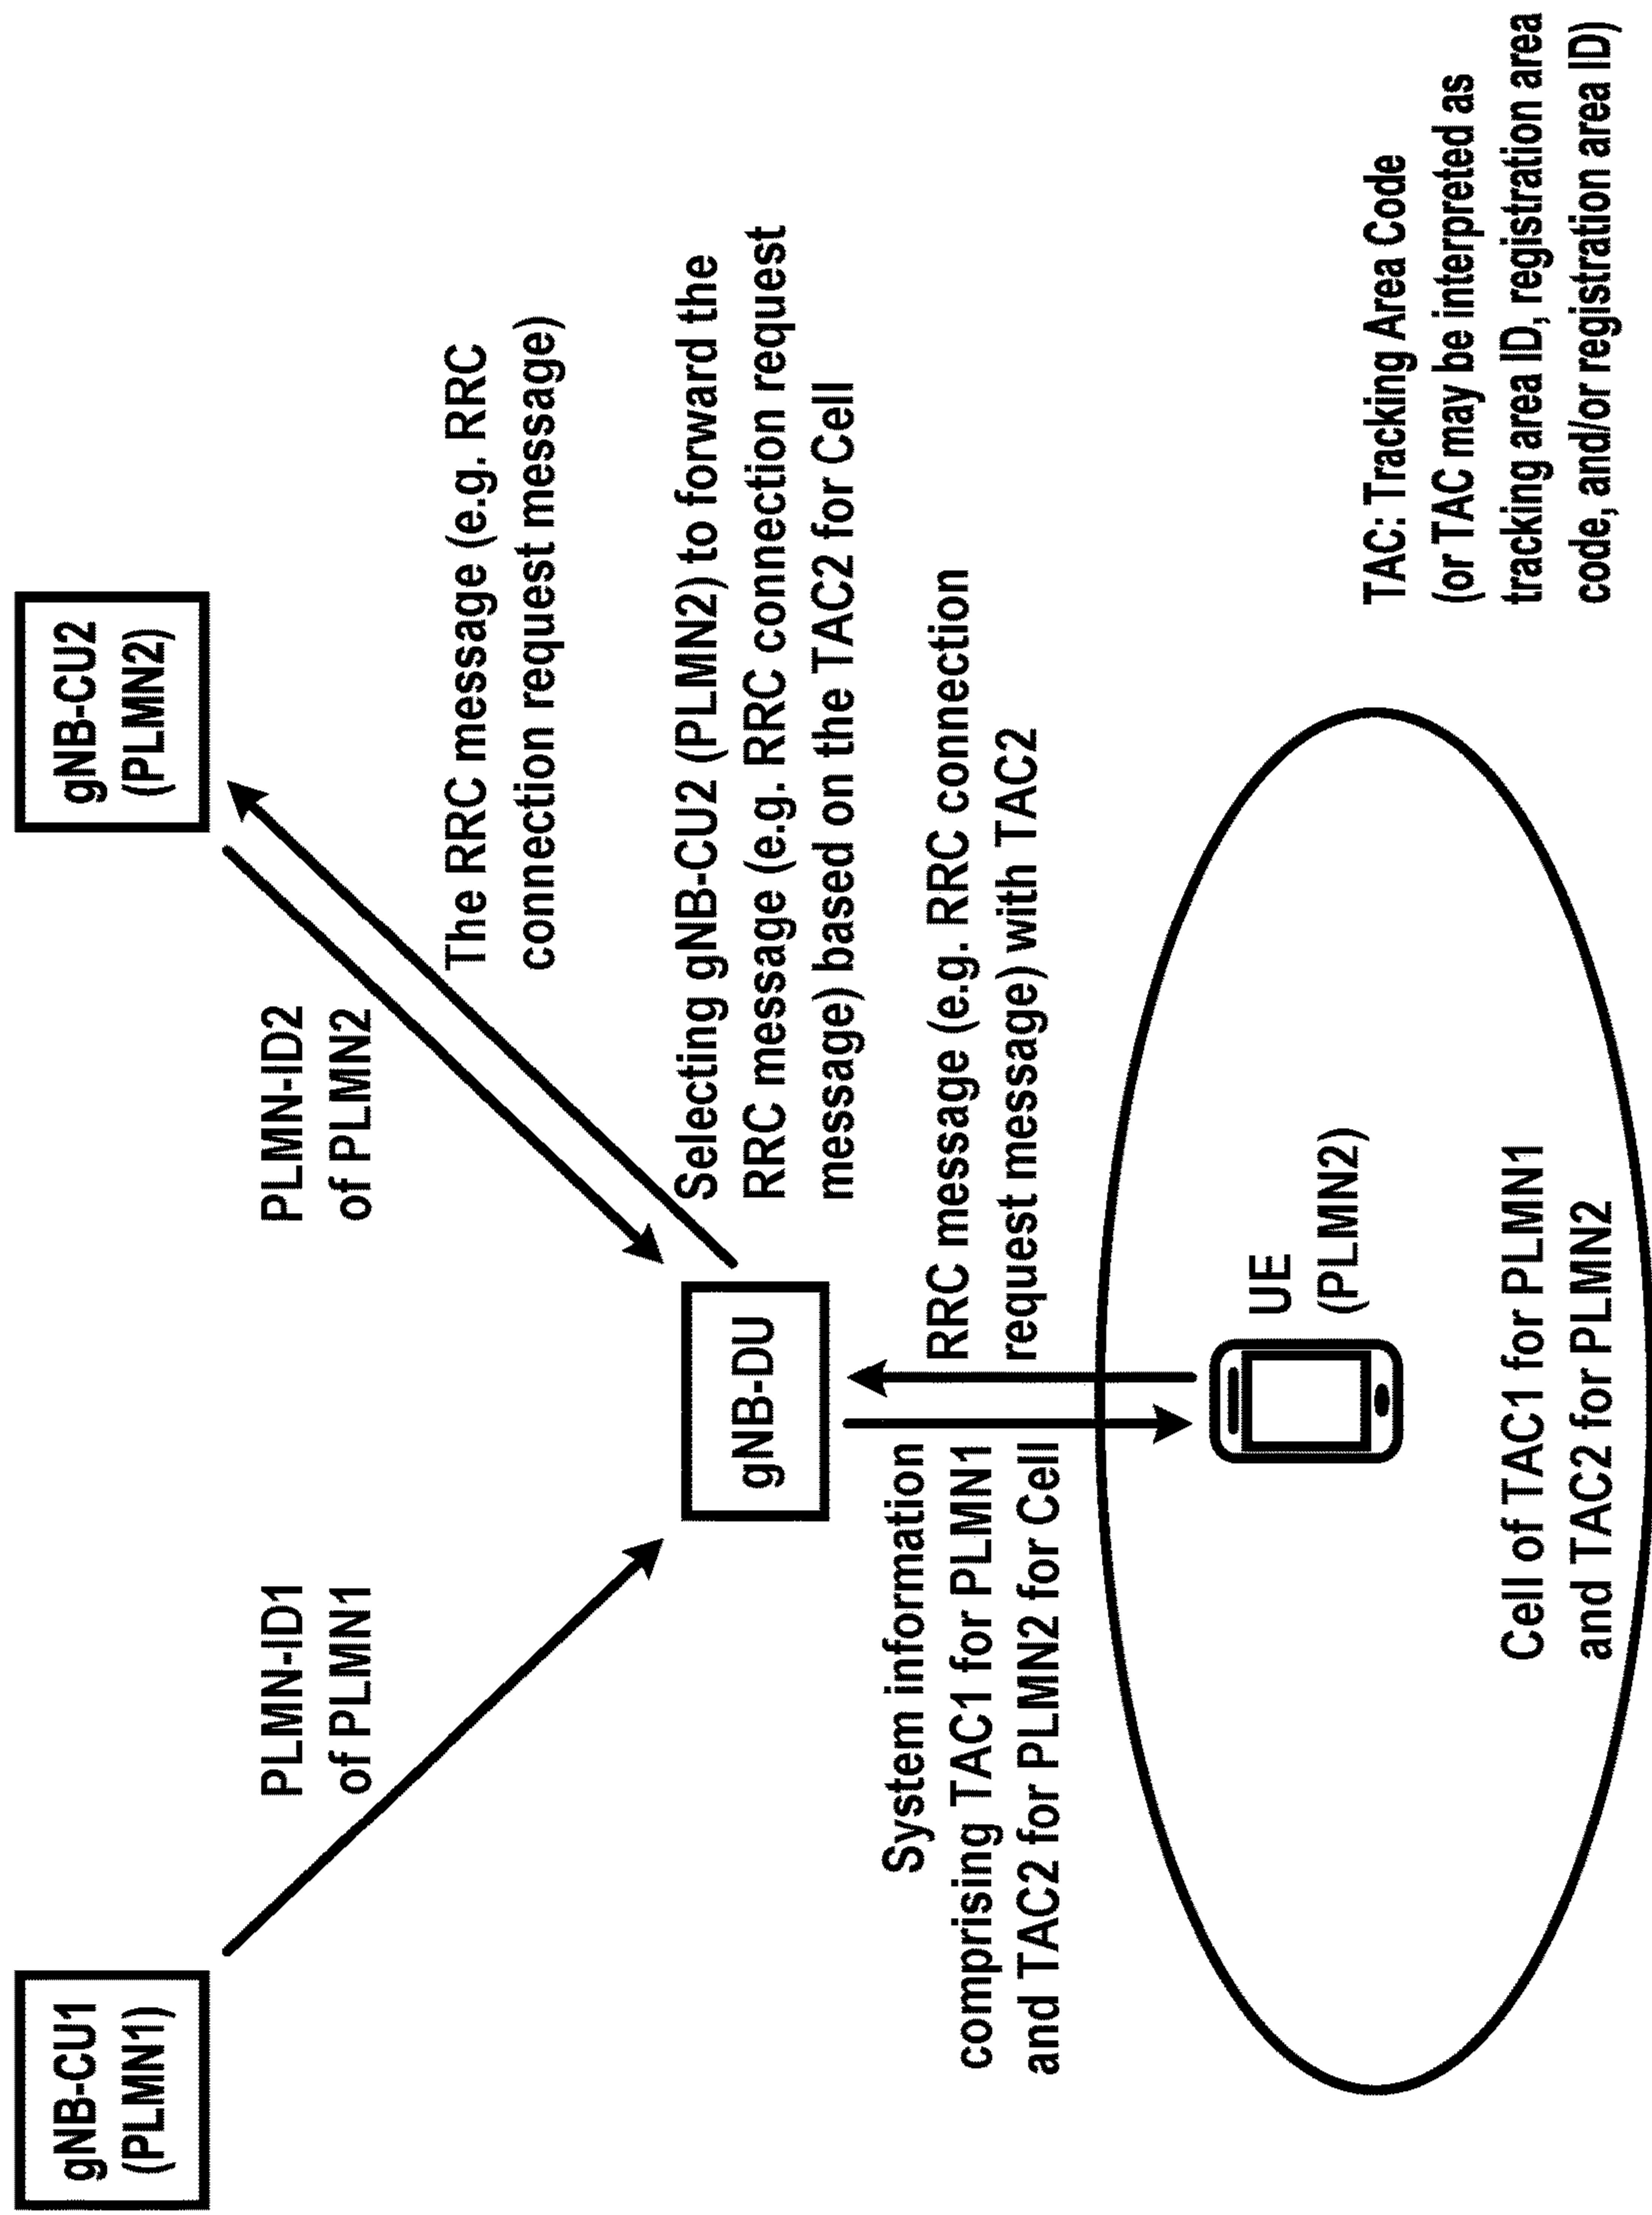 gNB-CU1
(PLMN1)
gNB-CU2
(PLMN2)
PLMN-ID1
of PLMN1
PLMN-ID2
of PLMN2
The RRC message (e.g. RRC
connection request message)
gNB-DU
Selecting gNB-CU2 (PLMN2) to forward the
RRC message (e.g. RRC connection request
message) based on the TAC2 for Cell
System information
comprising TAC1 for PLMN1
and TAC2 for PLMN2 for Cell
RRC message (e.g. RRC connection
request message) with TAC2
UE
(PLMN2)
Cell of TAC1 for PLMN1
and TAC2 for PLMN2
TAC: Tracking Area Code
(or TAC may be interpreted as
tracking area ID, registration area
code, and/or registration area ID)